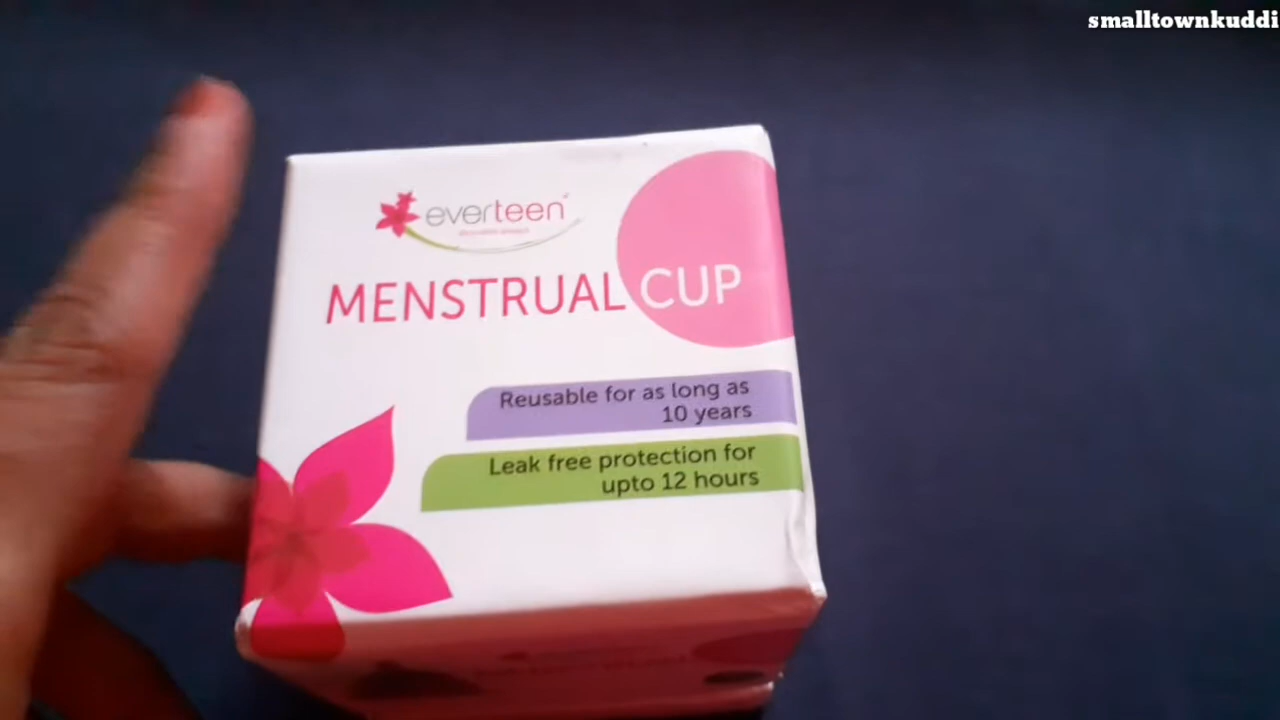 smalltownkuddi
everteen
MENSTRUAL CUP
Reusable for as long as
10 years
Leak free protection for
upto 12 hours